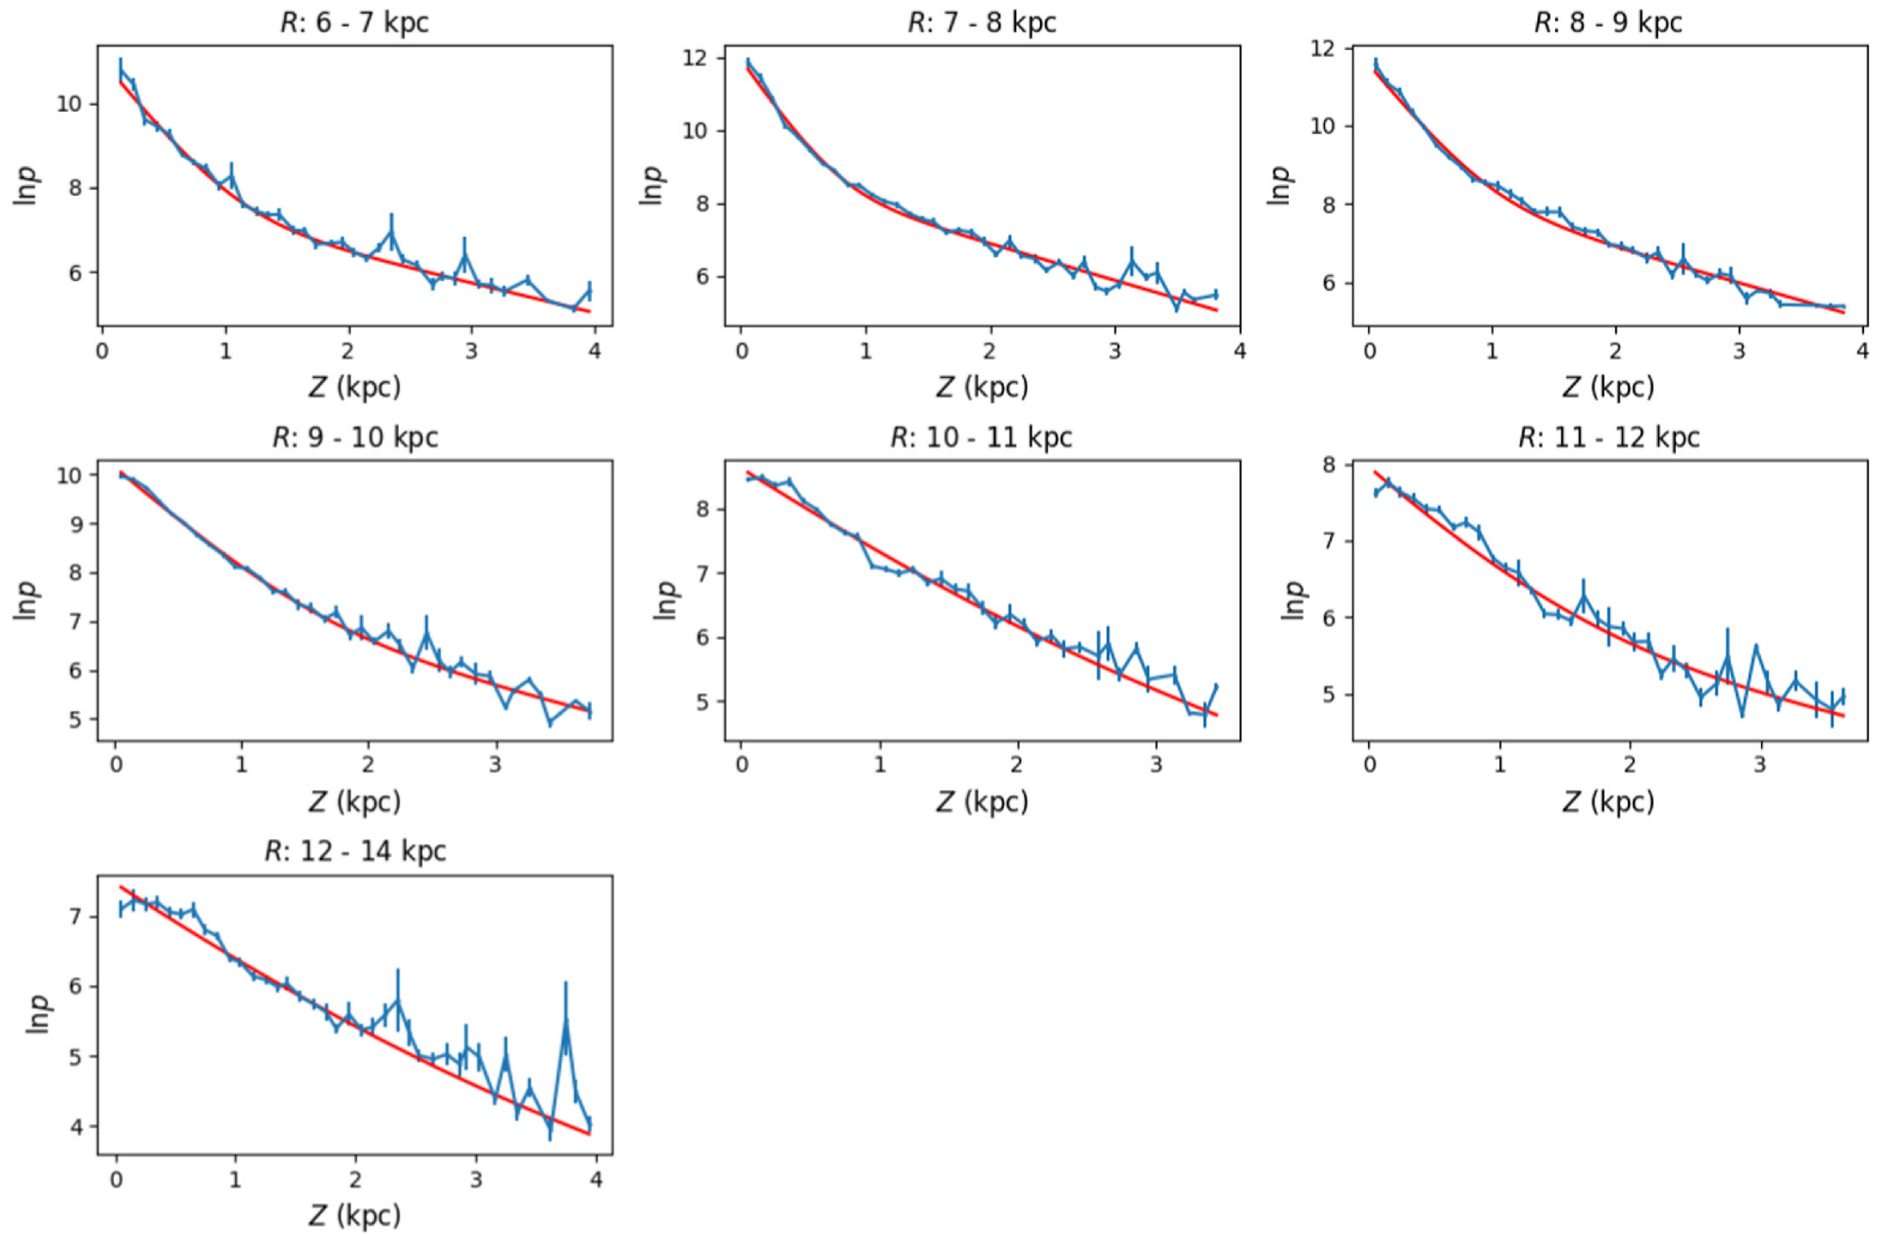 R: 6 - 7 kpc
lnp
10
8
6
0 1 2 3 4
Z (kpc)
R: 7 - 8 kpc
lnp
12
10
8
6
0 1 2 3 4
Z (kpc)
R: 8 - 9 kpc
lnp
12
10
8
6
0 1 2 3 4
Z (kpc)
R: 9 - 10 kpc
lnp
10
9
8
7
6
5
0 1 2 3
Z (kpc)
R: 10 - 11 kpc
lnp
8
7
6
5
0 1 2 3
Z (kpc)
R: 11 - 12 kpc
lnp
8
7
6
5
0 1 2 3
Z (kpc)
R: 12 - 14 kpc
lnp
7
6
5
4
0 1 2 3 4
Z (kpc)